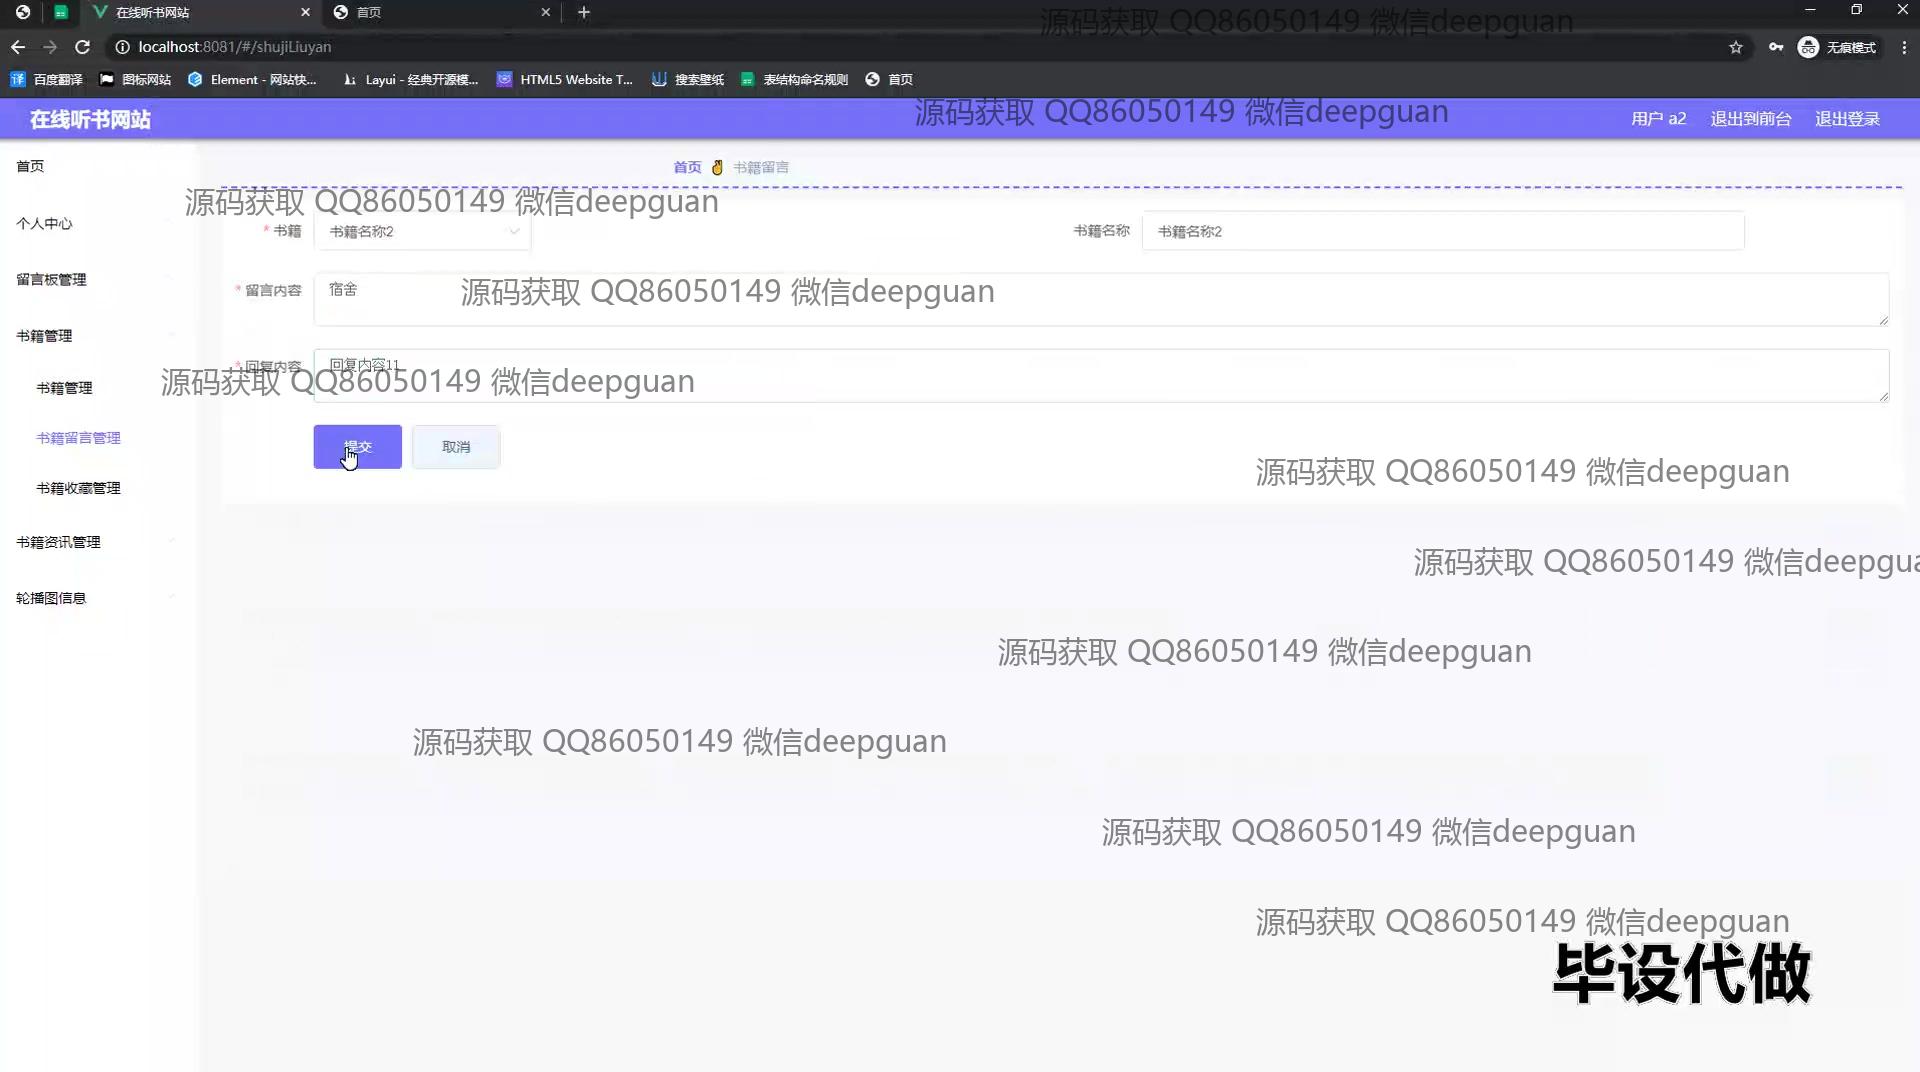 在线听书网站
首页
源码获取 QQ86050149 微信deepguan
localhost:8081/#/shujiLiuyan
无痕模式
百度翻译
图标网站
Element - 网站快...
Layui - 经典开源模...
HTML5 Website T...
搜索壁纸
表结构命名规则
首页
在线听书网站
源码获取 QQ86050149 微信deepguan
用户 a2
退出到前台
退出登录
首页
首页
书籍留言
源码获取 QQ86050149 微信deepguan
个人中心
* 书籍
书籍名称2
书籍名称
书籍名称2
留言板管理
* 留言内容
宿舍
源码获取 QQ86050149 微信deepguan
书籍管理
* 回复内容
回复内容11
源码获取 QQ86050149 微信deepguan
书籍管理
书籍留言管理
提交
取消
源码获取 QQ86050149 微信deepguan
书籍收藏管理
书籍资讯管理
源码获取 QQ86050149 微信deepgua
轮播图信息
源码获取 QQ86050149 微信deepguan
源码获取 QQ86050149 微信deepguan
源码获取 QQ86050149 微信deepguan
源码获取 QQ86050149 微信deepguan
毕设代做